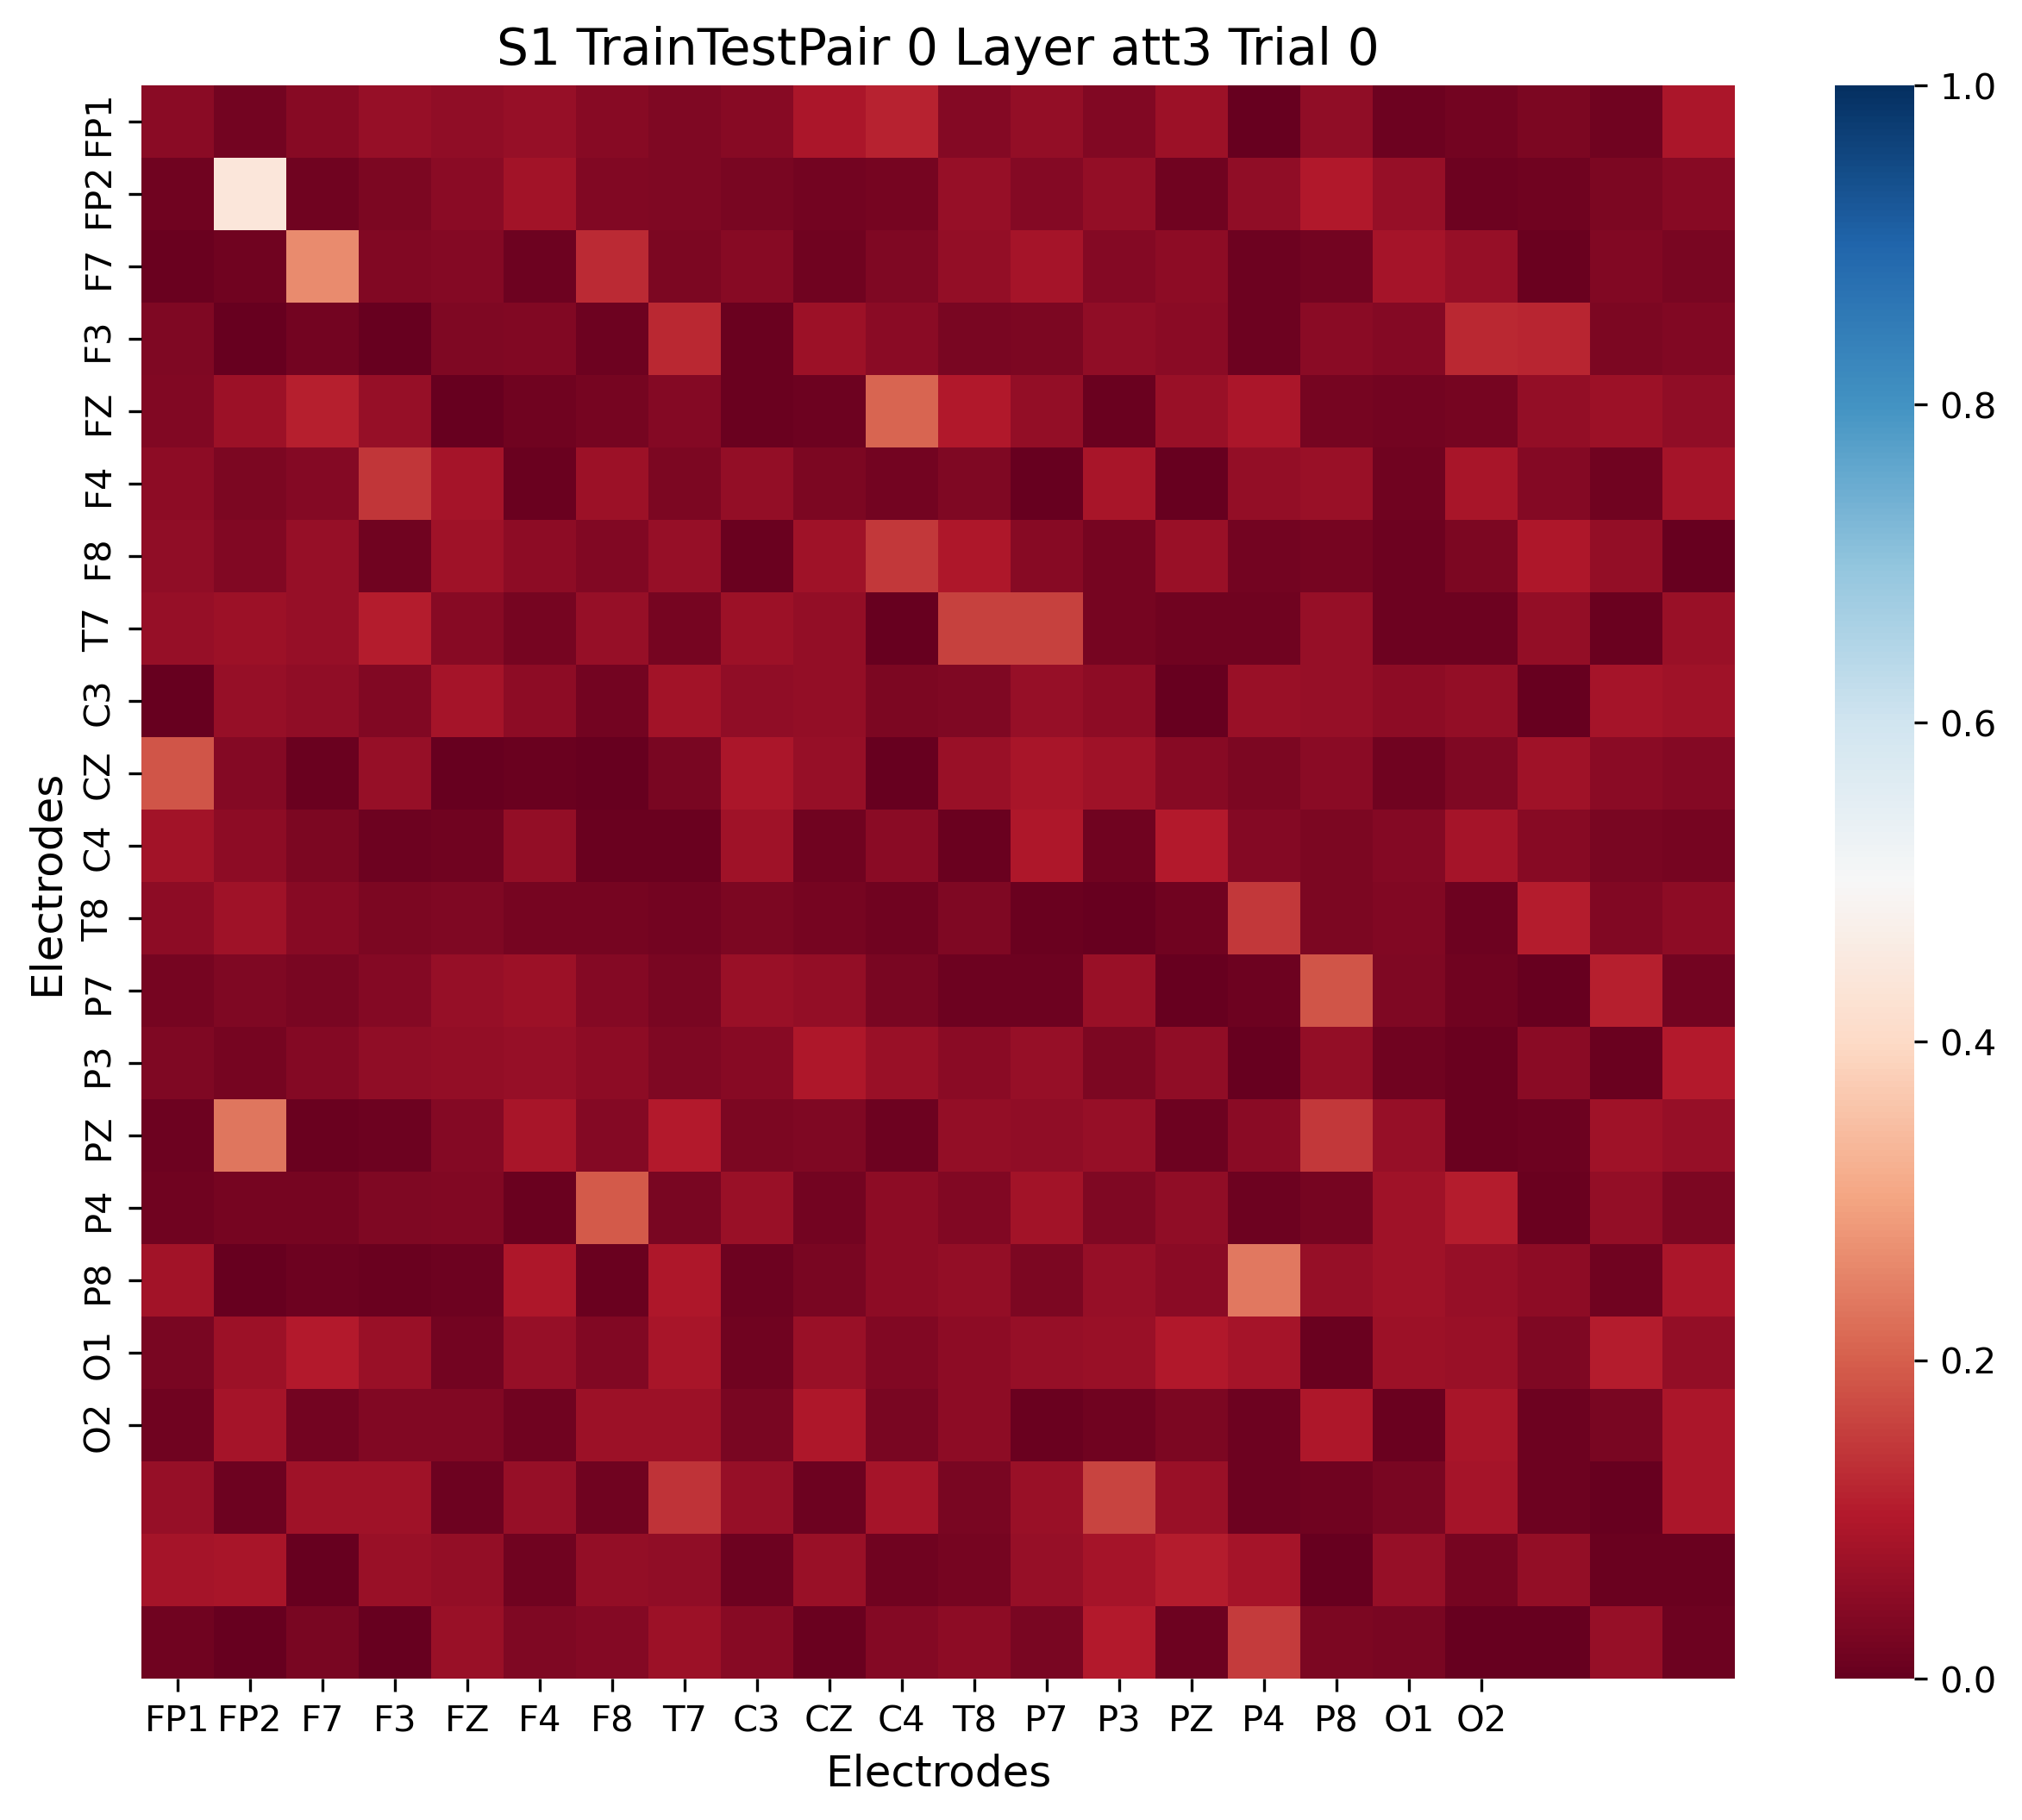 S1 TrainTestPair 0 Layer att3 Trial 0
Electrodes
FP1
FP2
F7
F3
FZ
F4
F8
T7
C3
CZ
C4
T8
P7
P3
PZ
P4
P8
O1
O2
FP1 FP2 F7 F3 FZ F4 F8 T7 C3 CZ C4 T8 P7 P3 PZ P4 P8 O1 O2
Electrodes
1.0
0.8
0.6
0.4
0.2
0.0